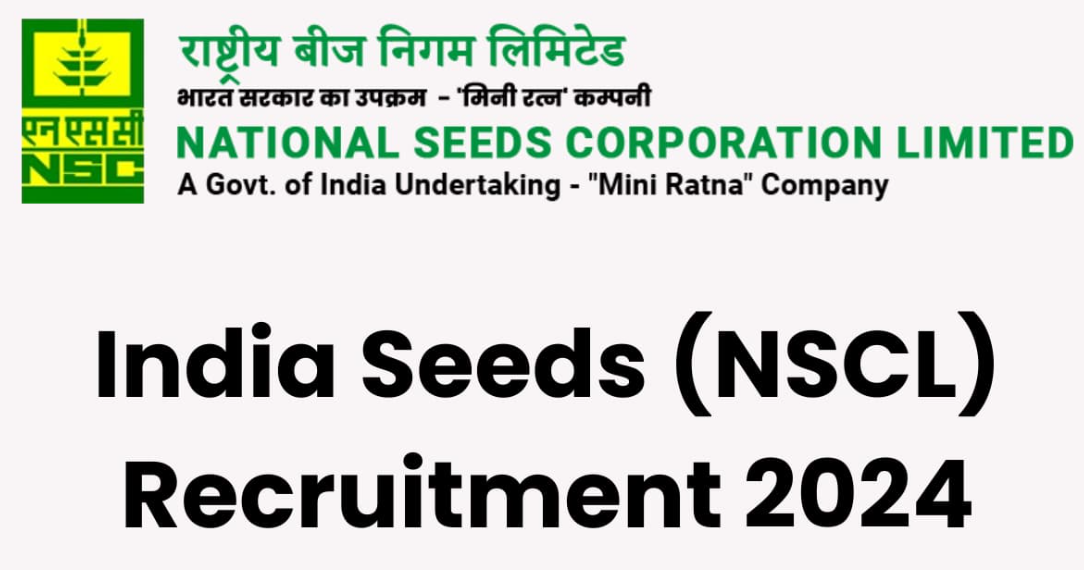 एन एस सी
NSC
राष्ट्रीय बीज निगम लिमिटेड
भारत सरकार का उपक्रम - 'मिनी रत्न' कम्पनी
NATIONAL SEEDS CORPORATION LIMITED
A Govt. of India Undertaking - "Mini Ratna" Company
India Seeds (NSCL)
Recruitment 2024